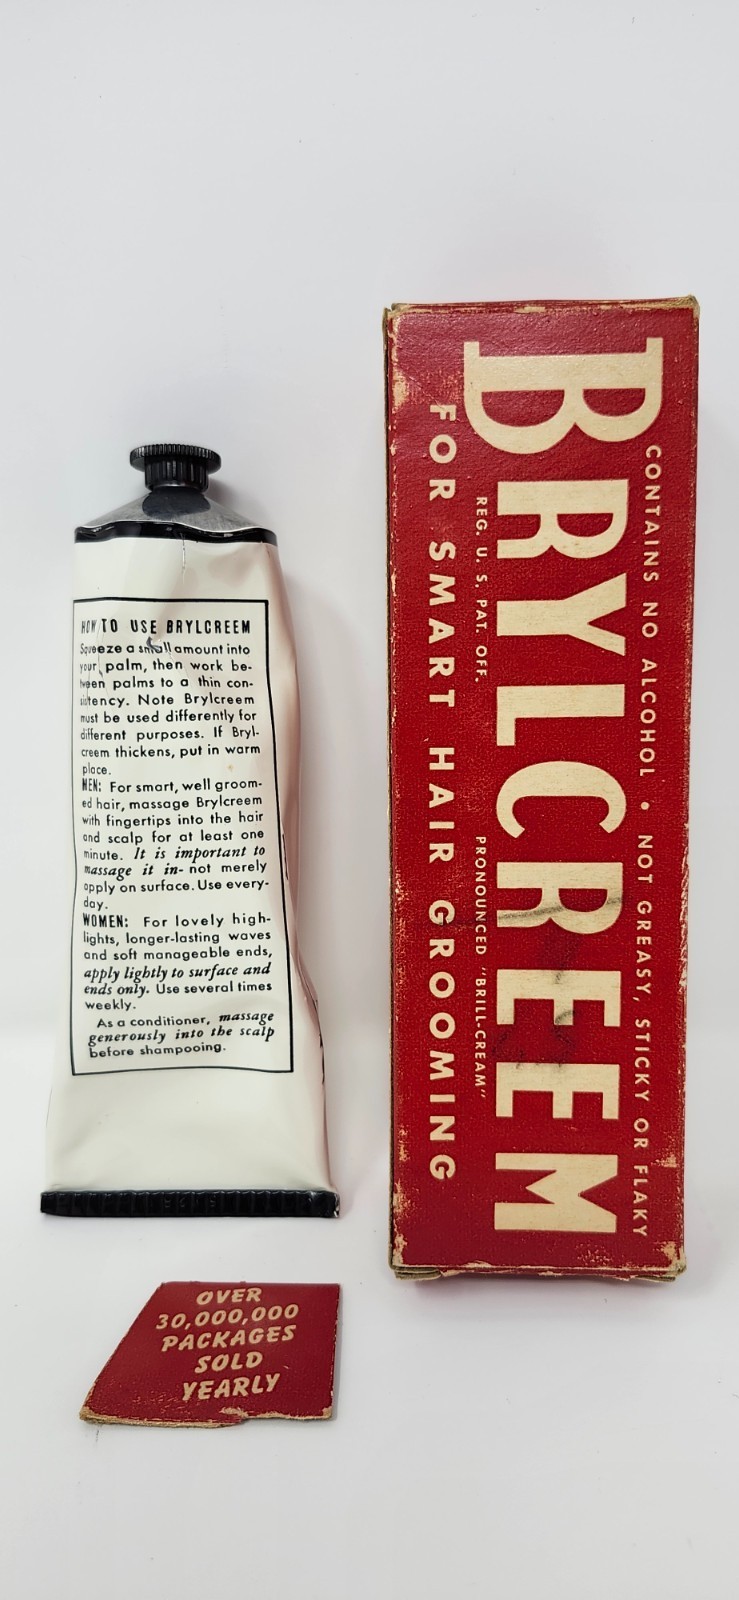 HOW TO USE BRYLCREEM
Squeeze a small amount into
your palm, then work be-
tween palms to a thin con-
sistency. Note Brylcreem
must be used differently for
different purposes. If Bryl-
creem thickens, put in warm
place.
MEN: For smart, well groom-
ed hair, massage Brylcreem
with fingertips into the hair
and scalp for at least one
minute. It is important to
massage it in- not merely
apply on surface. Use every-
day.
WOMEN: For lovely high-
lights, longer-lasting waves
and soft manageable ends,
apply lightly to surface and
ends only. Use several times
weekly.
As a conditioner, massage
generously into the scalp
before shampooing.
CONTAINS NO ALCOHOL • NOT GREASY, STICKY OR FLAKY
BRYLCREEM
REG. U. S. PAT. OFF. PRONOUNCED "BRILL-CREAM"
FOR SMART HAIR GROOMING
OVER
30,000,000
PACKAGES
SOLD
YEARLY